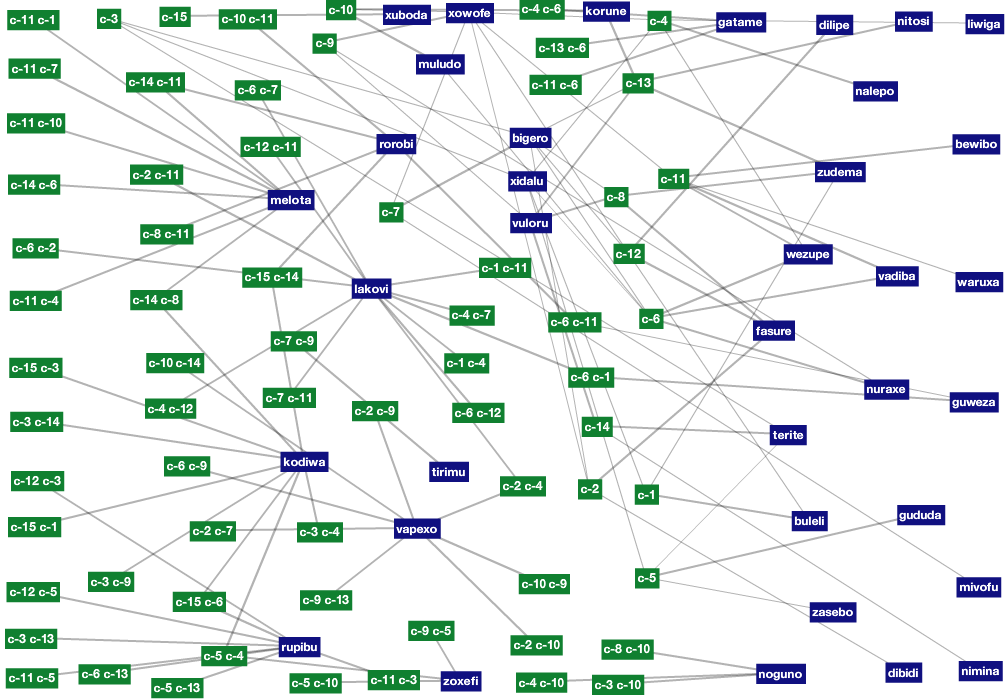 c-11 c-1
c-3
c-15
c-10 c-11
c-10
xuboda
xowofe
c-4 c-6
korune
c-4
gatame
dilipe
nitosi
liwiga
c-9
c-13 c-6
muludo
c-11 c-7
c-14 c-11
c-6 c-7
c-11 c-6
c-13
nalepo
c-11 c-10
c-12 c-11
rorobi
bigero
bewibo
c-14 c-6
c-2 c-11
melota
xidalu
c-11
zudema
c-8
c-7
vuloru
c-8 c-11
c-6 c-2
c-12
wezupe
c-15 c-14
c-1 c-11
vadiba
waruxa
c-11 c-4
c-14 c-8
lakovi
c-4 c-7
c-6 c-11
c-6
fasure
c-7 c-9
c-15 c-3
c-10 c-14
c-1 c-4
c-6 c-1
nuraxe
guweza
c-7 c-11
c-4 c-12
c-2 c-9
c-6 c-12
c-3 c-14
c-14
terite
kodiwa
c-6 c-9
tirimu
c-12 c-3
c-2 c-4
c-2
c-1
c-15 c-1
c-2 c-7
c-3 c-4
vapexo
buleli
gududa
c-3 c-9
c-10 c-9
c-5
mivofu
c-12 c-5
c-15 c-6
c-9 c-13
zasebo
c-3 c-13
rupibu
c-9 c-5
c-2 c-10
c-8 c-10
c-5 c-4
c-11 c-5
c-6 c-13
c-5 c-13
c-5 c-10
c-11 c-3
zoxefi
c-4 c-10
c-3 c-10
noguno
dibidi
nimina